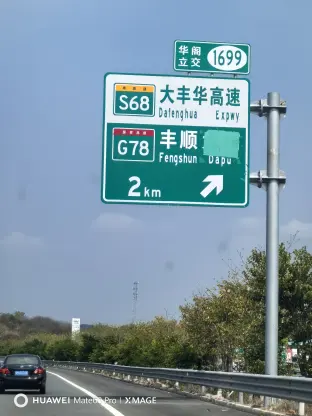 华阁
立交
1699
S68
大丰华高速
Dafenghua Expwy
G78
丰顺
Fengshun Dapu
2 km
HUAWEI Mate60 Pro | XMAGE